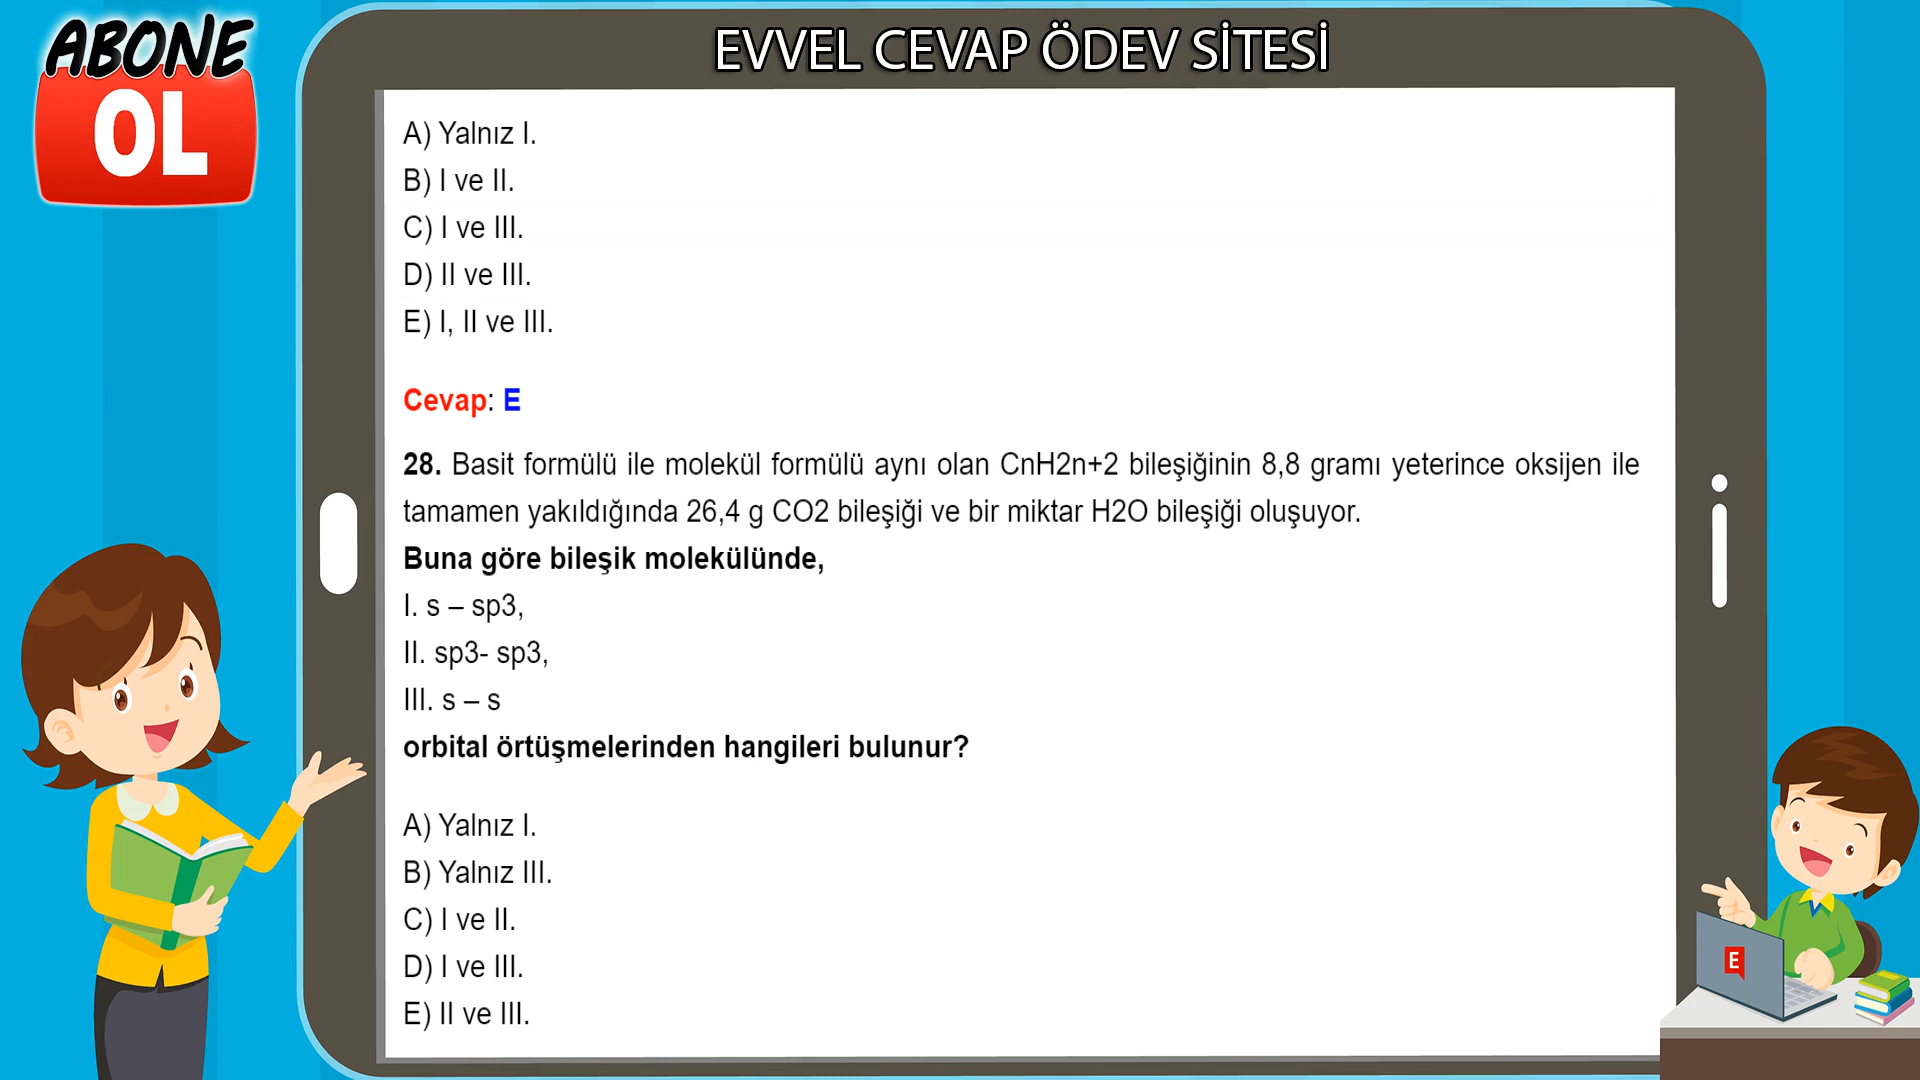 ABONE
OL
EVVEL CEVAP ÖDEV SİTESİ
A) Yalnız I.
B) I ve II.
C) I ve III.
D) II ve III.
E) I, II ve III.
Cevap: E
28. Basit formülü ile molekül formülü aynı olan CnH2n+2 bileşiğinin 8,8 gramı yeterince oksijen ile
tamamen yakıldığında 26,4 g CO2 bileşiği ve bir miktar H2O bileşiği oluşuyor.
Buna göre bileşik molekülünde,
I. s – sp3,
II. sp3- sp3,
III. s – s
orbital örtüşmelerinden hangileri bulunur?
A) Yalnız I.
B) Yalnız III.
C) I ve II.
D) I ve III.
E) II ve III.
E